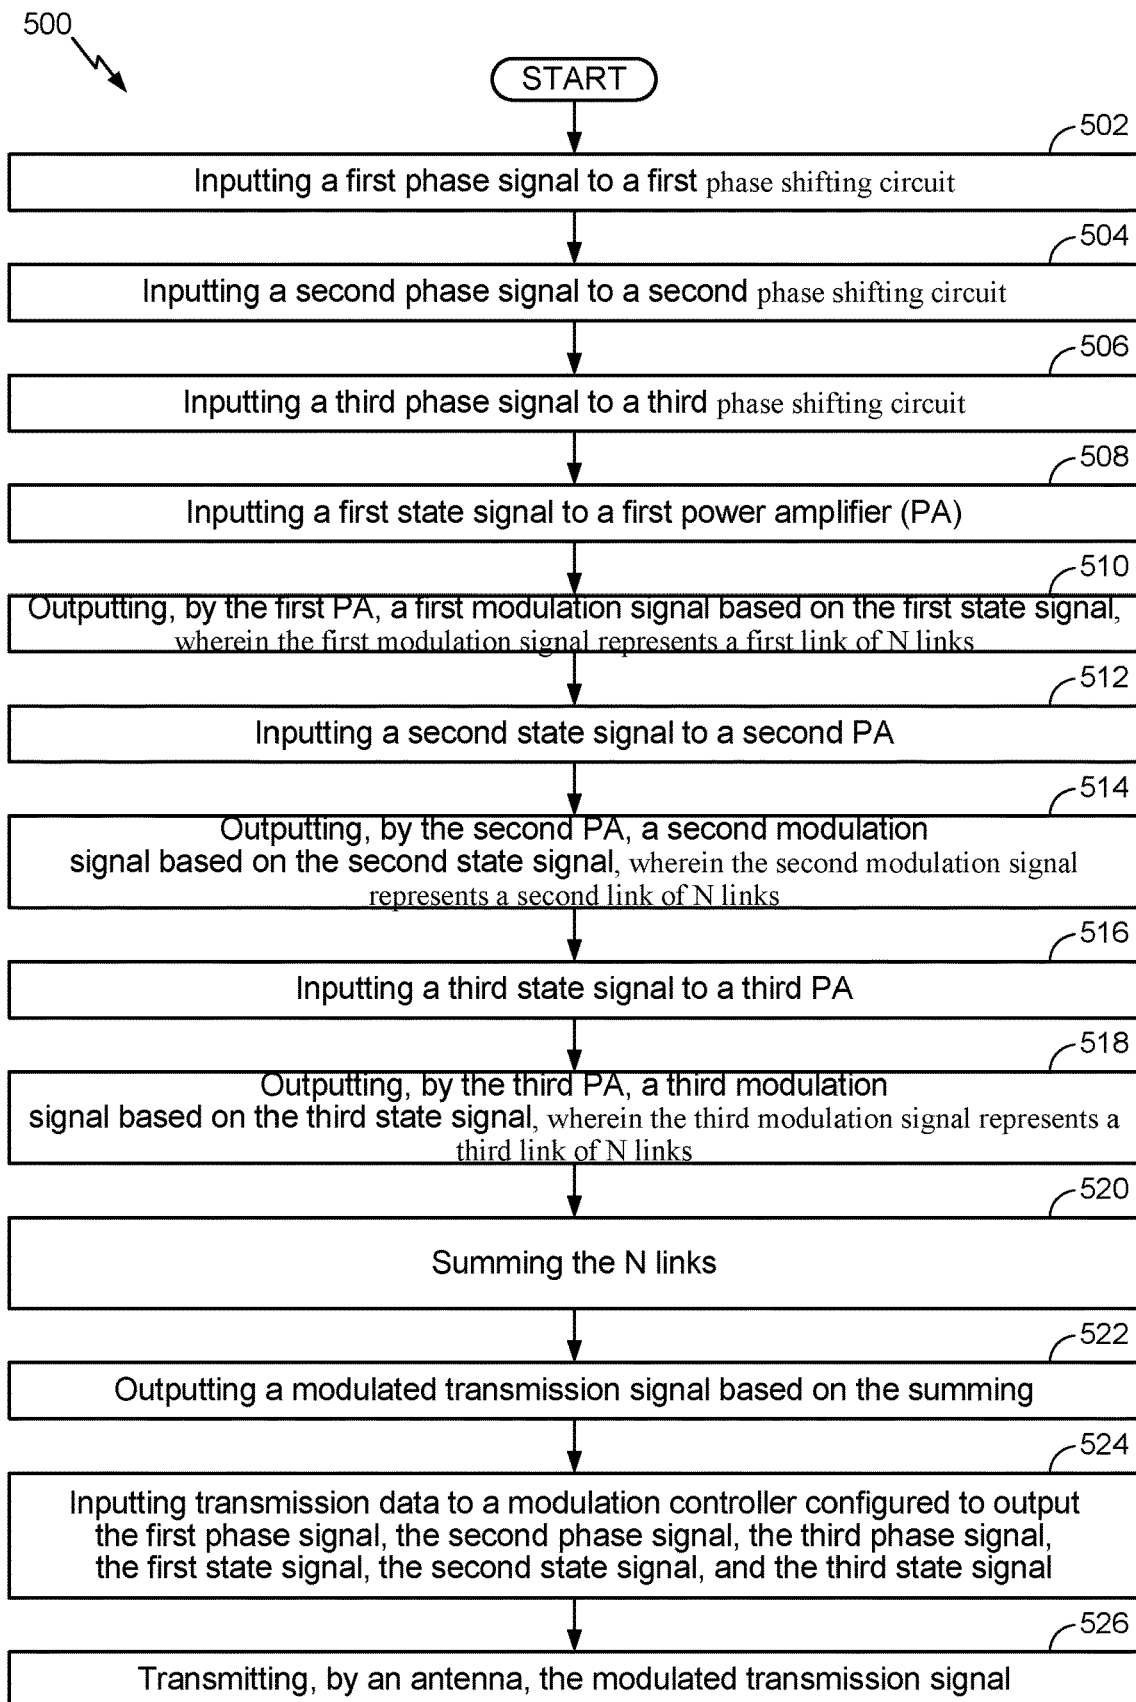 500
START
502
Inputting a first phase signal to a first phase shifting circuit
504
Inputting a second phase signal to a second phase shifting circuit
506
Inputting a third phase signal to a third phase shifting circuit
508
Inputting a first state signal to a first power amplifier (PA)
510
Outputting, by the first PA, a first modulation signal based on the first state signal,
wherein the first modulation signal represents a first link of N links
512
Inputting a second state signal to a second PA
514
Outputting, by the second PA, a second modulation
signal based on the second state signal, wherein the second modulation signal
represents a second link of N links
516
Inputting a third state signal to a third PA
518
Outputting, by the third PA, a third modulation
signal based on the third state signal, wherein the third modulation signal represents a
third link of N links
520
Summing the N links
522
Outputting a modulated transmission signal based on the summing
524
Inputting transmission data to a modulation controller configured to output
the first phase signal, the second phase signal, the third phase signal,
the first state signal, the second state signal, and the third state signal
526
Transmitting, by an antenna, the modulated transmission signal